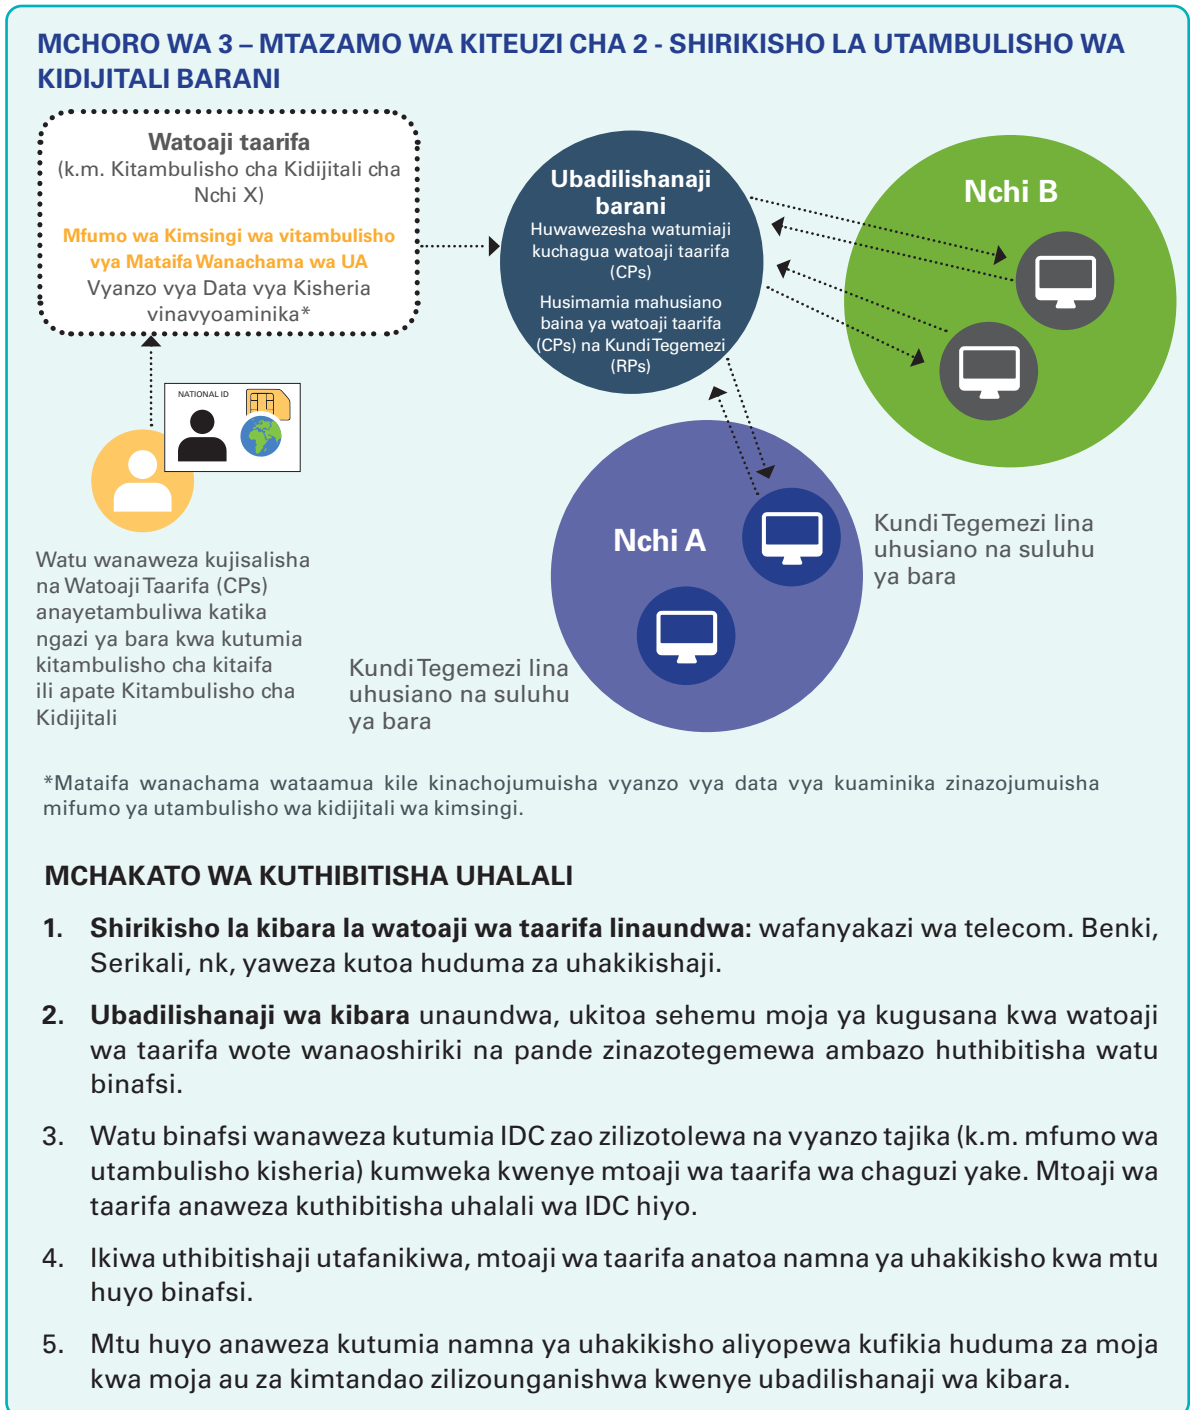 MCHORO WA 3 – MTAZAMO WA KITEUZI CHA 2 - SHIRIKISHO LA UTAMBULISHO WA
KIDIJITALI BARANI
Watoaji taarifa
(k.m. Kitambulisho cha Kidijitali cha
Nchi X)
Mfumo wa Kimsingi wa vitambulisho
vya Mataifa Wanachama wa UA
Vyanzo vya Data vya Kisheria
vinavyoaminika*
Ubadilishanaji
barani
Huwawezesha watumiaji
kuchagua watoaji taarifa
(CPs)
Husimamia mahusiano
baina ya watoaji taarifa
(CPs) na Kundi Tegemezi
(RPs)
Nchi B
NATIONAL ID
Nchi A
Kundi Tegemezi lina
uhusiano na suluhu
ya bara
Watu wanaweza kujisalisha
na Watoaji Taarifa (CPs)
anayetambuliwa katika
ngazi ya bara kwa kutumia
kitambulisho cha kitaifa
ili apate Kitambulisho cha
Kidijitali
Kundi Tegemezi lina
uhusiano na suluhu
ya bara
*Mataifa wanachama wataamua kile kinachojumuisha vyanzo vya data vya kuaminika zinazojumuisha
mifumo ya utambulisho wa kidijitali wa kimsingi.
MCHAKATO WA KUTHIBITISHA UHALALI
1. Shirikisho la kibara la watoaji wa taarifa linaundwa: wafanyakazi wa telecom. Benki,
Serikali, nk, yaweza kutoa huduma za uhakikishaji.
2. Ubadilishanaji wa kibara unaundwa, ukitoa sehemu moja ya kugusana kwa watoaji
wa taarifa wote wanaoshiriki na pande zinazotegemewa ambazo huthibitisha watu
binafsi.
3. Watu binafsi wanaweza kutumia IDC zao zilizotolewa na vyanzo tajika (k.m. mfumo wa
utambulisho kisheria) kumweka kwenye mtoaji wa taarifa wa chaguzi yake. Mtoaji wa
taarifa anaweza kuthibitisha uhalali wa IDC hiyo.
4. Ikiwa uthibitishaji utafanikiwa, mtoaji wa taarifa anatoa namna ya uhakikisho kwa mtu
huyo binafsi.
5. Mtu huyo anaweza kutumia namna ya uhakikisho aliyopewa kufikia huduma za moja
kwa moja au za kimtandao zilizounganishwa kwenye ubadilishanaji wa kibara.